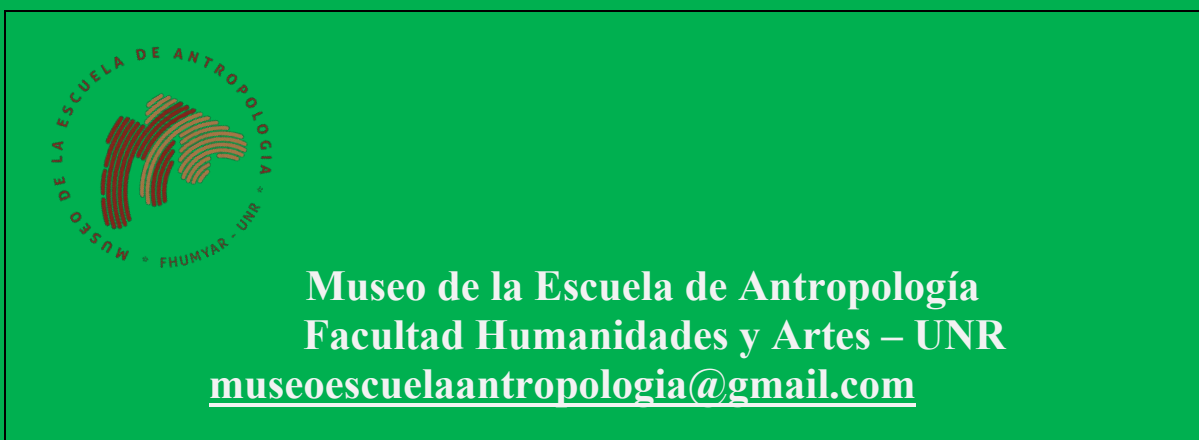 MUSEO DE LA ESCUELA DE ANTROPOLOGIA
FHUMYAR - UNR
Museo de la Escuela de Antropología
Facultad Humanidades y Artes – UNR
museoescuelaantropologia@gmail.com